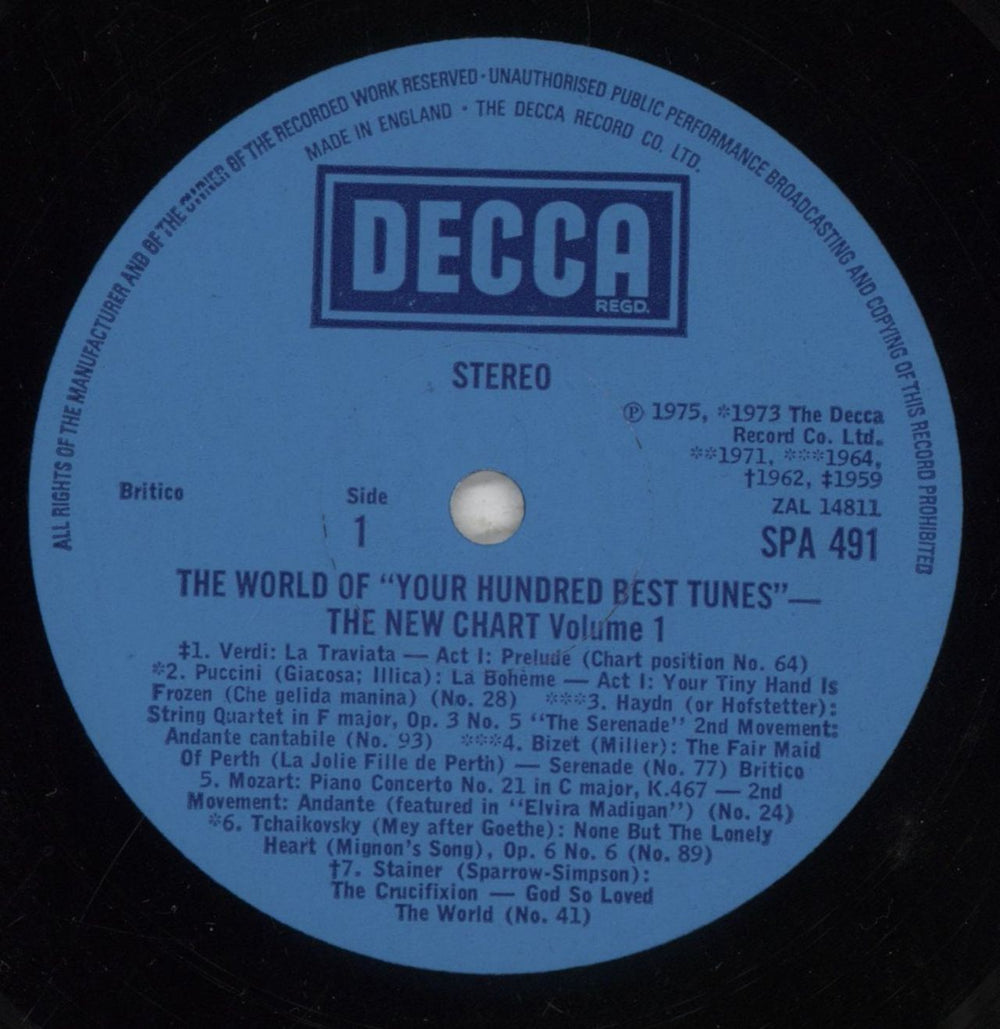 ALL RIGHTS OF THE MANUFACTURER AND OF THE OWNER OF THE RECORDED WORK RESERVED · UNAUTHORISED PUBLIC PERFORMANCE BROADCASTING AND COPYING OF THIS RECORD PROHIBITED
MADE IN ENGLAND · THE DECCA RECORD CO. LTD.
DECCA
REGD.
STEREO
℗ 1975, *1973 The Decca
Record Co. Ltd.
**1971, ***1964,
†1962, ‡1959
ZAL 14811
SPA 491
Britico
Side
1
THE WORLD OF “YOUR HUNDRED BEST TUNES”—
THE NEW CHART Volume 1
‡1. Verdi: La Traviata — Act I: Prelude (Chart position No. 64)
*2. Puccini (Giacosa; Illica): La Bohème — Act I: Your Tiny Hand Is
Frozen (Che gelida manina) (No. 28) ***3. Haydn (or Hofstetter):
String Quartet in F major, Op. 3 No. 5 “The Serenade” 2nd Movement:
Andante cantabile (No. 93) ***4. Bizet (Miller): The Fair Maid
Of Perth (La Jolie Fille de Perth) — Serenade (No. 77) Britico
5. Mozart: Piano Concerto No. 21 in C major, K.467 — 2nd
Movement: Andante (featured in “Elvira Madigan”) (No. 24)
*6. Tchaikovsky (Mey after Goethe): None But The Lonely
Heart (Mignon's Song), Op. 6 No. 6 (No. 89)
†7. Stainer (Sparrow-Simpson):
The Crucifixion — God So Loved
The World (No. 41)